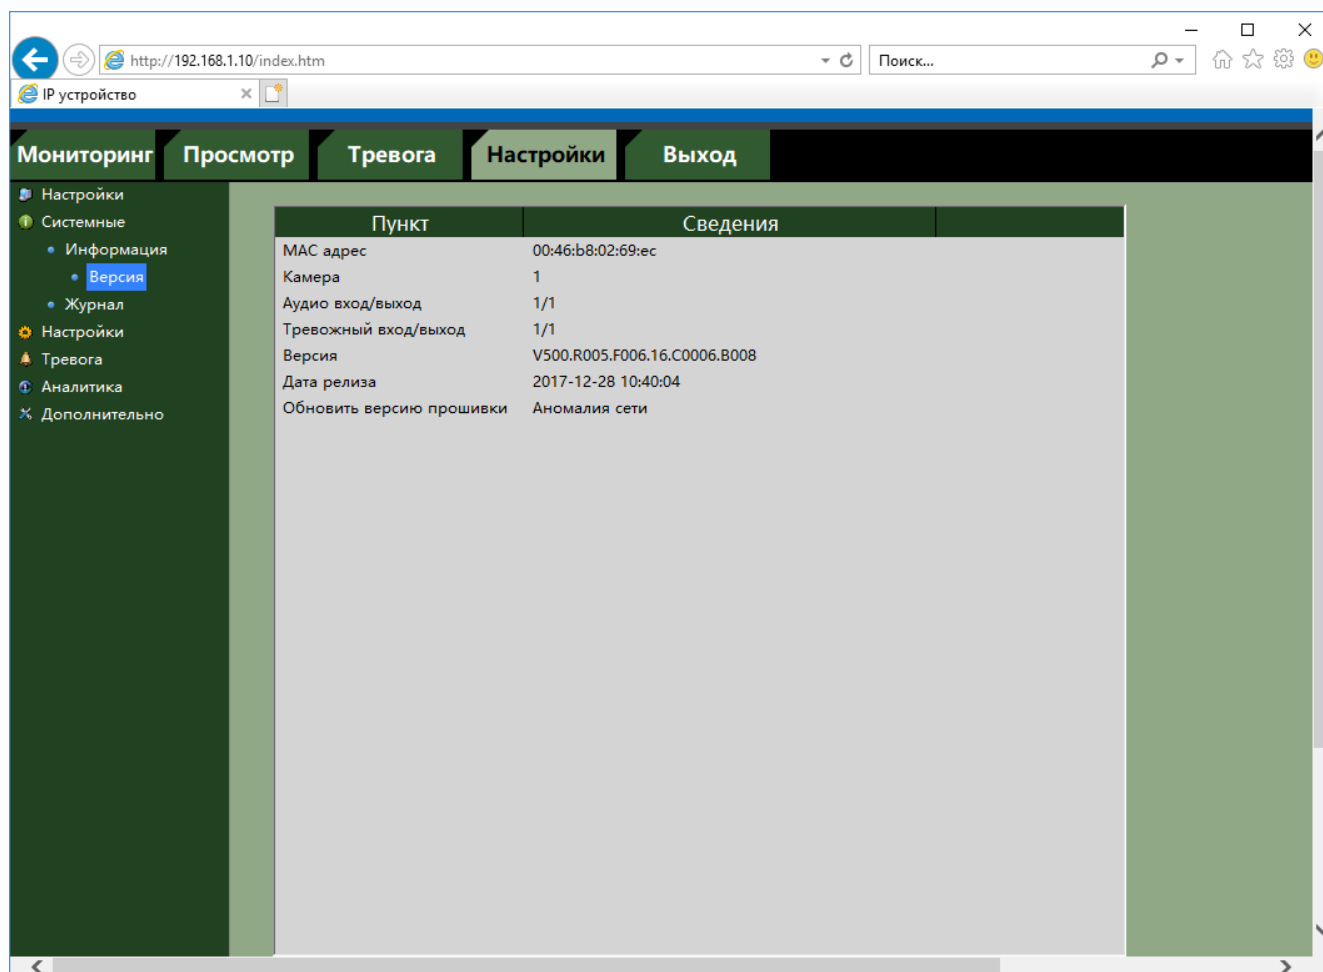 http://192.168.1.10/index.htm
Поиск...
IP устройство
Мониторинг Просмотр Тревога Настройки Выход
Настройки
Системные
Информация
Версия
Журнал
Настройки
Тревога
Аналитика
Дополнительно
Пункт Сведения
MAC адрес 00:46:b8:02:69:ec
Камера 1
Аудио вход/выход 1/1
Тревожный вход/выход 1/1
Версия V500.R005.F006.16.C0006.B008
Дата релиза 2017-12-28 10:40:04
Обновить версию прошивки Аномалия сети